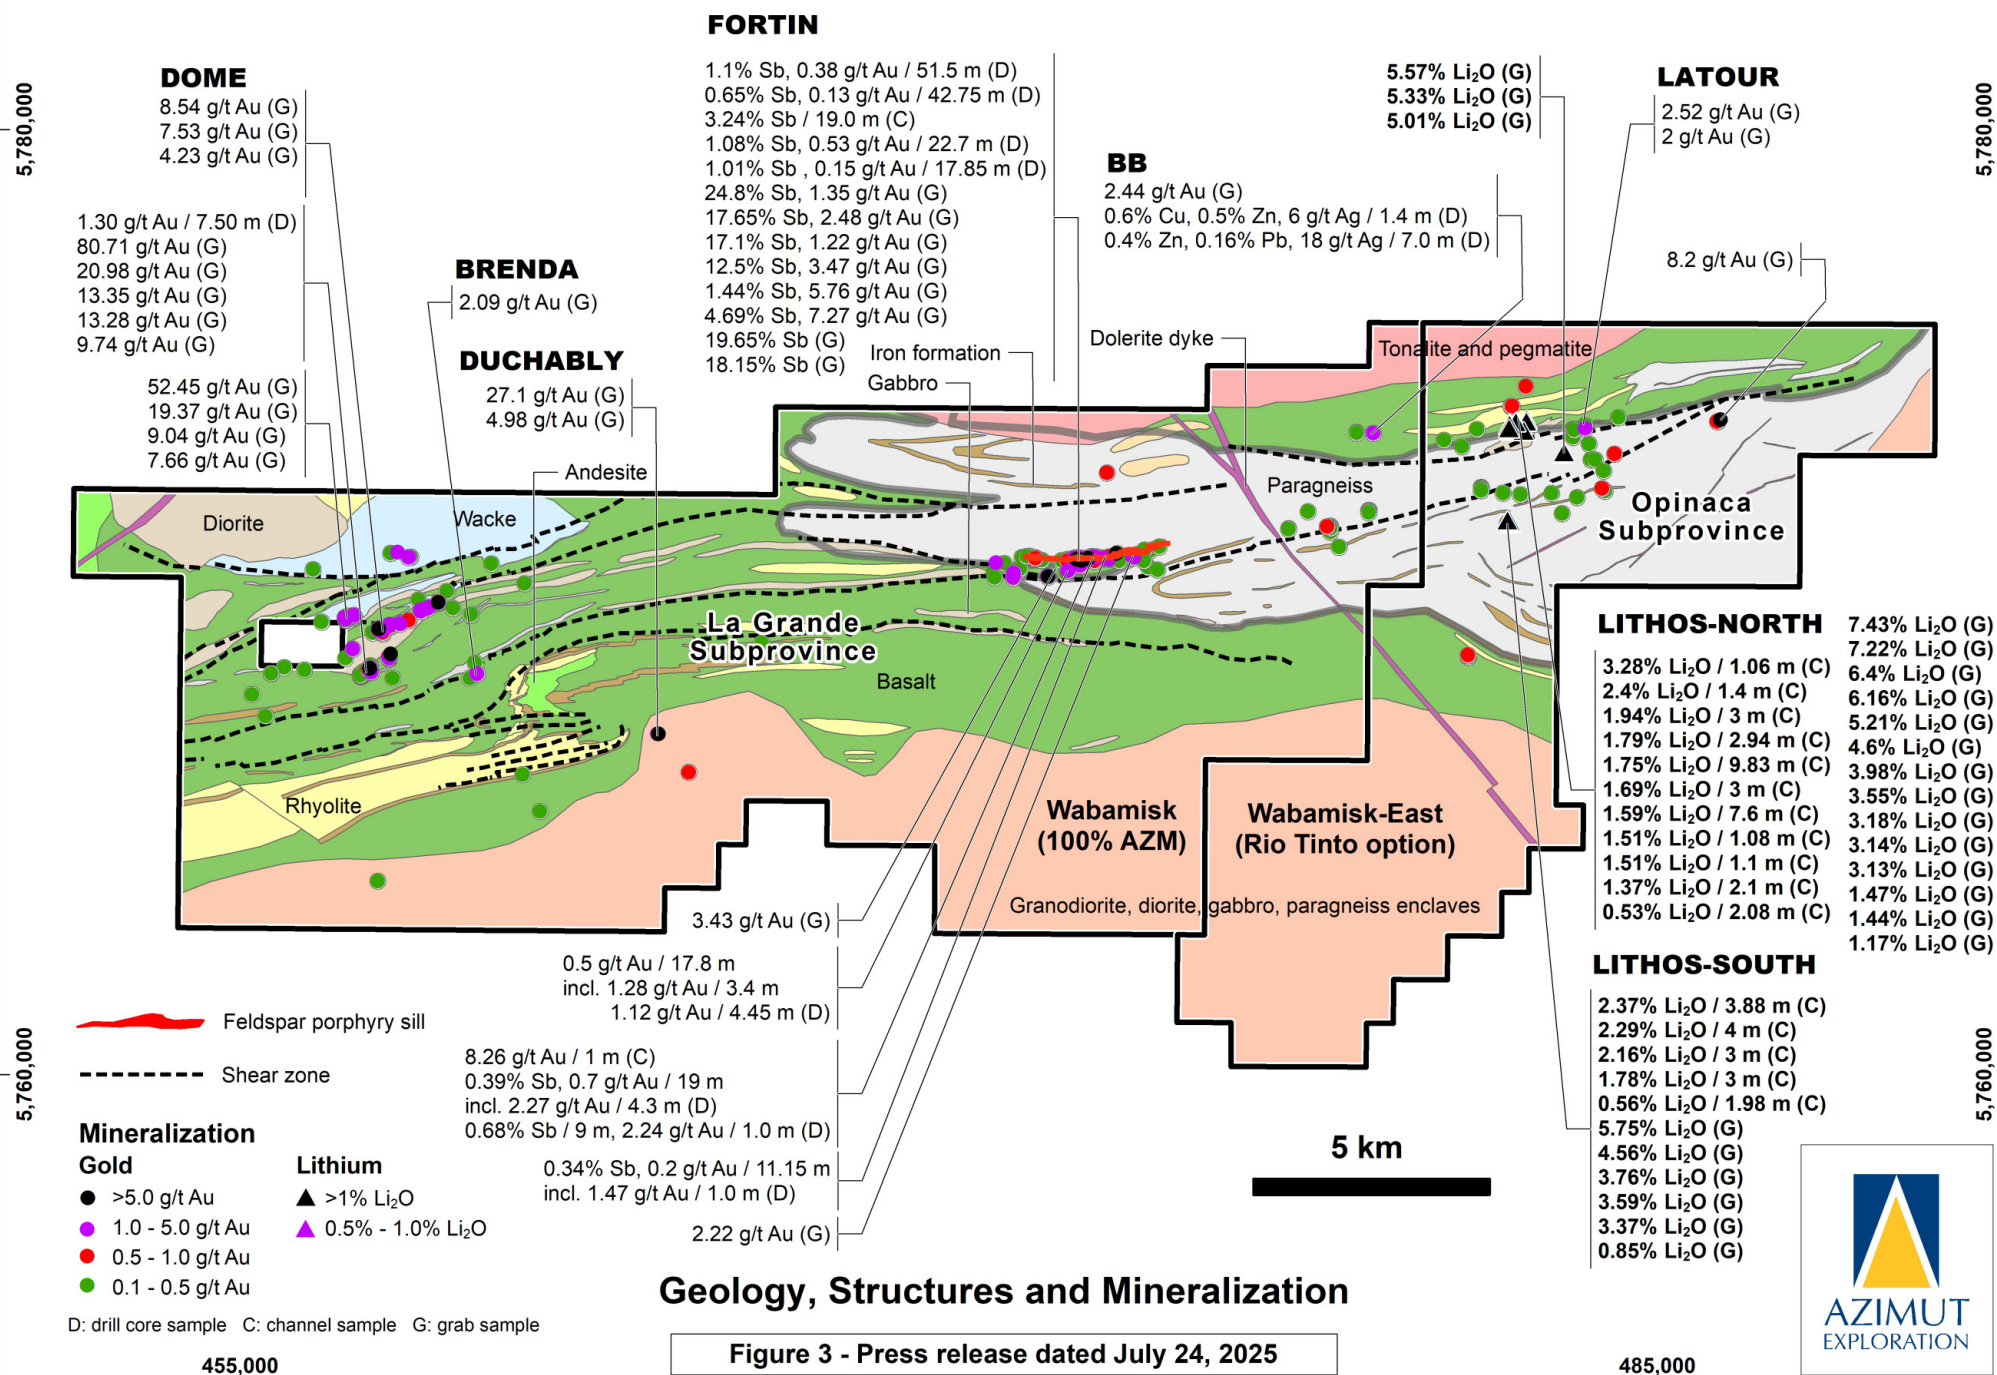 FORTIN
1.1% Sb, 0.38 g/t Au / 51.5 m (D)
0.65% Sb, 0.13 g/t Au / 42.75 m (D)
3.24% Sb / 19.0 m (C)
1.08% Sb, 0.53 g/t Au / 22.7 m (D)
1.01% Sb , 0.15 g/t Au / 17.85 m (D)
24.8% Sb, 1.35 g/t Au (G)
17.65% Sb, 2.48 g/t Au (G)
17.1% Sb, 1.22 g/t Au (G)
12.5% Sb, 3.47 g/t Au (G)
1.44% Sb, 5.76 g/t Au (G)
4.69% Sb, 7.27 g/t Au (G)
19.65% Sb (G)
18.15% Sb (G)
DOME
8.54 g/t Au (G)
7.53 g/t Au (G)
4.23 g/t Au (G)
1.30 g/t Au / 7.50 m (D)
80.71 g/t Au (G)
20.98 g/t Au (G)
13.35 g/t Au (G)
13.28 g/t Au (G)
9.74 g/t Au (G)
52.45 g/t Au (G)
19.37 g/t Au (G)
9.04 g/t Au (G)
7.66 g/t Au (G)
BRENDA
2.09 g/t Au (G)
DUCHABLY
27.1 g/t Au (G)
4.98 g/t Au (G)
5.57% Li₂O (G)
5.33% Li₂O (G)
5.01% Li₂O (G)
LATOUR
2.52 g/t Au (G)
2 g/t Au (G)
BB
2.44 g/t Au (G)
0.6% Cu, 0.5% Zn, 6 g/t Ag / 1.4 m (D)
0.4% Zn, 0.16% Pb, 18 g/t Ag / 7.0 m (D)
8.2 g/t Au (G)
5,780,000
5,780,000
Iron formation
Gabbro
Dolerite dyke
Tonalite and pegmatite
Andesite
Diorite
Wacke
Paragneiss
Opinaca
Subprovince
La Grande
Subprovince
Basalt
Rhyolite
Wabamisk
(100% AZM)
Wabamisk-East
(Rio Tinto option)
Granodiorite, diorite, gabbro, paragneiss enclaves
LITHOS-NORTH
3.28% Li₂O / 1.06 m (C)
2.4% Li₂O / 1.4 m (C)
1.94% Li₂O / 3 m (C)
1.79% Li₂O / 2.94 m (C)
1.75% Li₂O / 9.83 m (C)
1.69% Li₂O / 3 m (C)
1.59% Li₂O / 7.6 m (C)
1.51% Li₂O / 1.08 m (C)
1.51% Li₂O / 1.1 m (C)
1.37% Li₂O / 2.1 m (C)
0.53% Li₂O / 2.08 m (C)
7.43% Li₂O (G)
7.22% Li₂O (G)
6.4% Li₂O (G)
6.16% Li₂O (G)
5.21% Li₂O (G)
4.6% Li₂O (G)
3.98% Li₂O (G)
3.55% Li₂O (G)
3.18% Li₂O (G)
3.14% Li₂O (G)
3.13% Li₂O (G)
1.47% Li₂O (G)
1.44% Li₂O (G)
1.17% Li₂O (G)
LITHOS-SOUTH
2.37% Li₂O / 3.88 m (C)
2.29% Li₂O / 4 m (C)
2.16% Li₂O / 3 m (C)
1.78% Li₂O / 3 m (C)
0.56% Li₂O / 1.98 m (C)
5.75% Li₂O (G)
4.56% Li₂O (G)
3.76% Li₂O (G)
3.59% Li₂O (G)
3.37% Li₂O (G)
0.85% Li₂O (G)
3.43 g/t Au (G)
0.5 g/t Au / 17.8 m
incl. 1.28 g/t Au / 3.4 m
1.12 g/t Au / 4.45 m (D)
8.26 g/t Au / 1 m (C)
0.39% Sb, 0.7 g/t Au / 19 m
incl. 2.27 g/t Au / 4.3 m (D)
0.68% Sb / 9 m, 2.24 g/t Au / 1.0 m (D)
0.34% Sb, 0.2 g/t Au / 11.15 m
incl. 1.47 g/t Au / 1.0 m (D)
2.22 g/t Au (G)
Feldspar porphyry sill
Shear zone
5,760,000
5,760,000
Mineralization
Gold
>5.0 g/t Au
1.0 - 5.0 g/t Au
0.5 - 1.0 g/t Au
0.1 - 0.5 g/t Au
Lithium
>1% Li₂O
0.5% - 1.0% Li₂O
D: drill core sample C: channel sample G: grab sample
5 km
Geology, Structures and Mineralization
Figure 3 - Press release dated July 24, 2025
455,000
485,000
AZIMUT
EXPLORATION